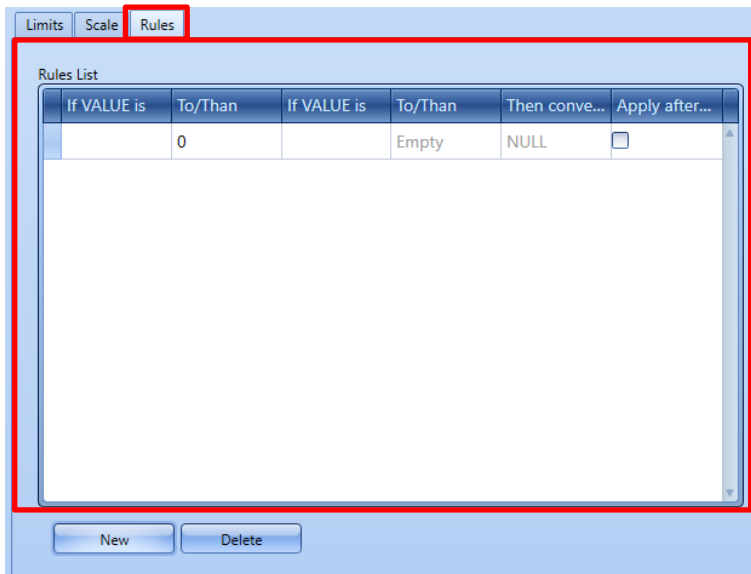 Limits Scale Rules
Rules List
If VALUE is To/Than If VALUE is To/Than Then conve... Apply after...
0 Empty NULL
New Delete